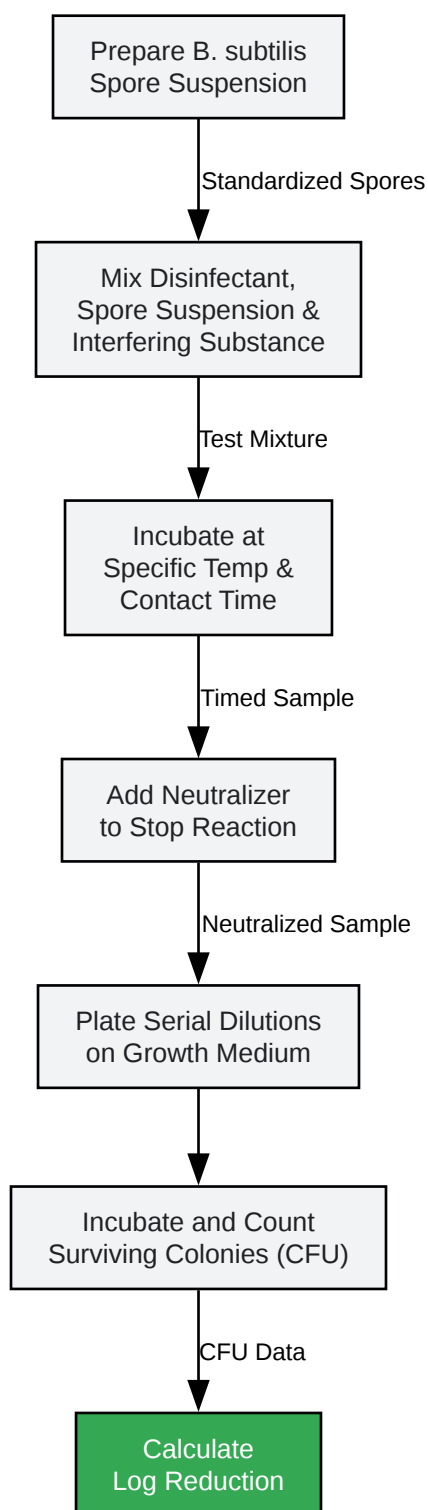 Prepare B. subtilis
Spore Suspension
Standardized Spores
Mix Disinfectant,
Spore Suspension &
Interfering Substance
Test Mixture
Incubate at
Specific Temp &
Contact Time
Timed Sample
Add Neutralizer
to Stop Reaction
Neutralized Sample
Plate Serial Dilutions
on Growth Medium
Incubate and Count
Surviving Colonies (CFU)
CFU Data
Calculate
Log Reduction